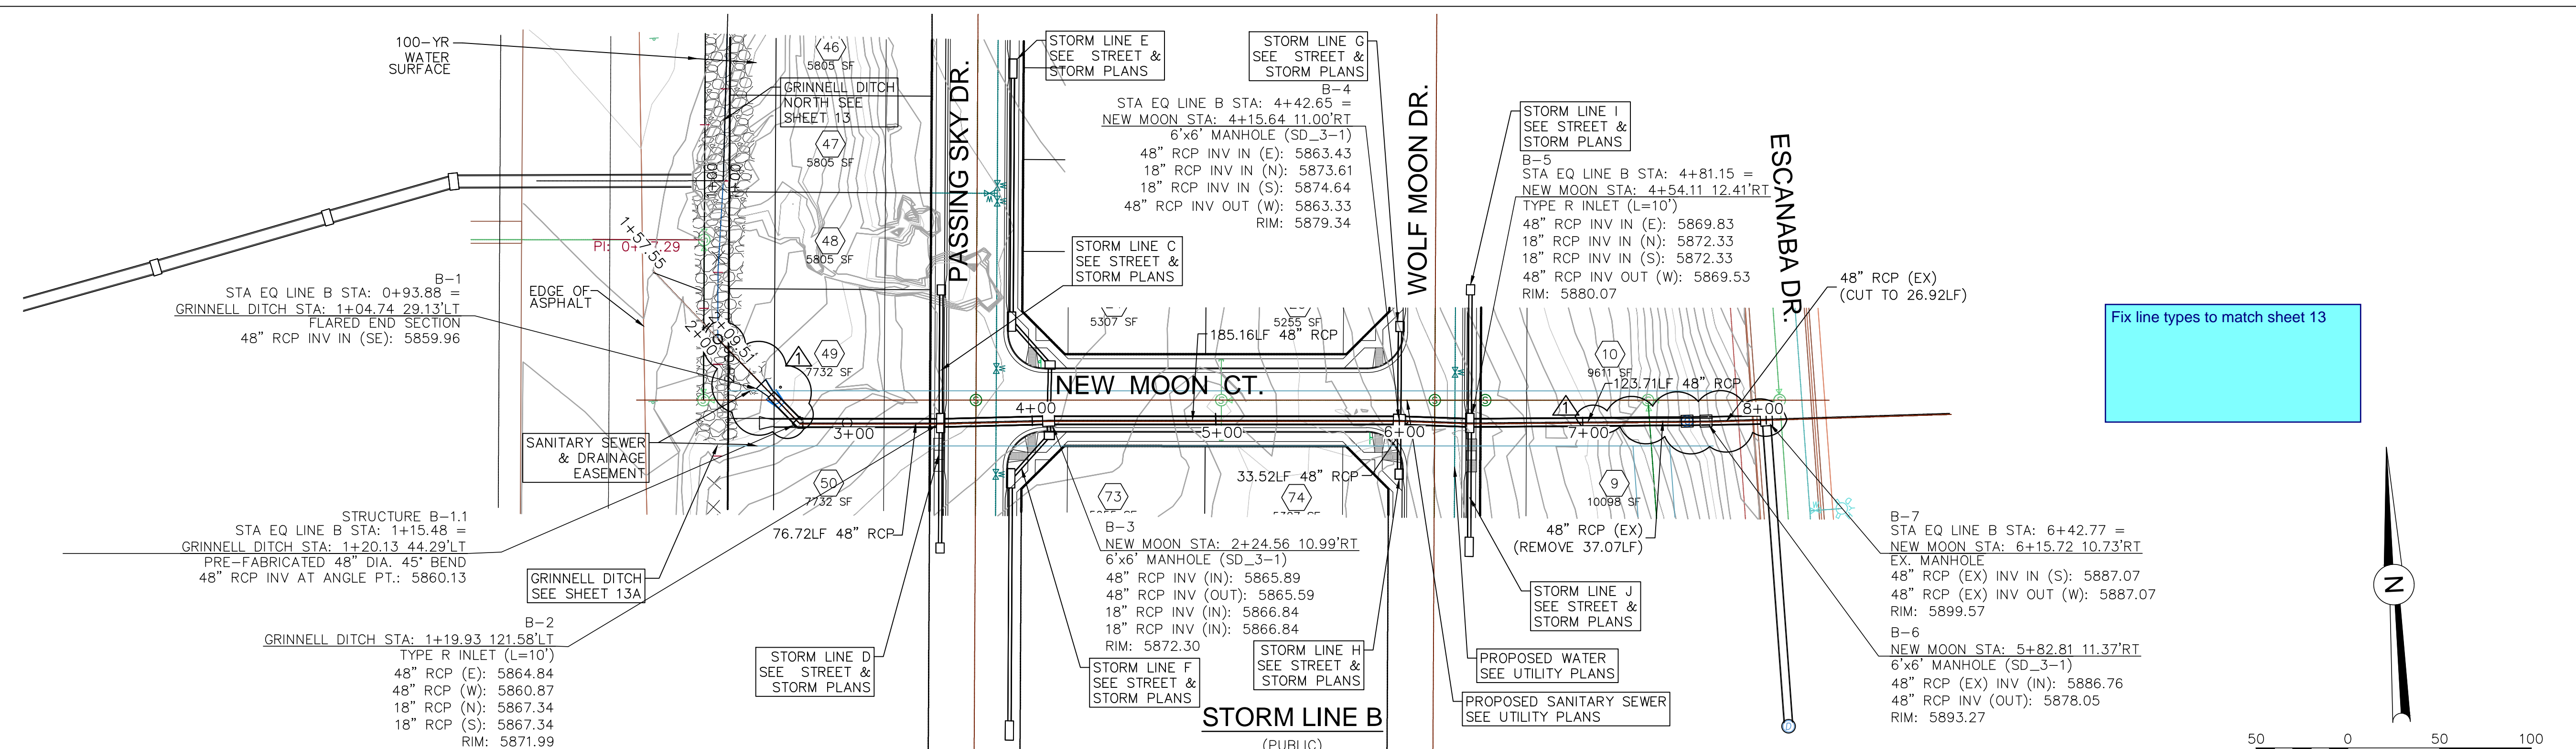 100-YR
WATER
SURFACE
46
5805 SF
GRINNELL DITCH
NORTH SEE
SHEET 13
47
5805 SF
48
5805 SF
PASSING SKY DR.
STORM LINE E
SEE STREET &
STORM PLANS
STORM LINE G
SEE STREET &
STORM PLANS
B-4
STA EQ LINE B STA: 4+42.65 =
NEW MOON STA: 4+15.64 11.00'RT
6'x6' MANHOLE (SD_3-1)
48" RCP INV IN (E): 5863.43
18" RCP INV IN (N): 5873.61
18" RCP INV IN (S): 5874.64
48" RCP INV OUT (W): 5863.33
RIM: 5879.34
STORM LINE C
SEE STREET &
STORM PLANS
WOLF MOON DR.
STORM LINE I
SEE STREET &
STORM PLANS
B-5
STA EQ LINE B STA: 4+81.15 =
NEW MOON STA: 4+54.11 12.41'RT
TYPE R INLET (L=10')
48" RCP INV IN (E): 5869.83
18" RCP INV IN (N): 5872.33
18" RCP INV IN (S): 5872.33
48" RCP INV OUT (W): 5869.53
RIM: 5880.07
ESCANABA DR.
48" RCP (EX)
(CUT TO 26.92LF)
Fix line types to match sheet 13
1+57.55
B-1
STA EQ LINE B STA: 0+93.88 =
GRINNELL DITCH STA: 1+04.74 29.13'LT
FLARED END SECTION
48" RCP INV IN (SE): 5859.96
EDGE OF
ASPHALT
2+00
2+09.51
1
49
7732 SF
5307 SF
5255 SF
185.16LF 48" RCP
NEW MOON CT.
10
9611 SF
123.71LF 48" RCP
1
3+00
4+00
5+00
6+00
7+00
8+00
SANITARY SEWER
& DRAINAGE
EASEMENT
50
7732 SF
33.52LF 48" RCP
9
10098 SF
73
74
STRUCTURE B-1.1
STA EQ LINE B STA: 1+15.48 =
GRINNELL DITCH STA: 1+20.13 44.29'LT
PRE-FABRICATED 48" DIA. 45° BEND
48" RCP INV AT ANGLE PT.: 5860.13
76.72LF 48" RCP
B-3
NEW MOON STA: 2+24.56 10.99'RT
6'x6' MANHOLE (SD_3-1)
48" RCP INV (IN): 5865.89
48" RCP INV (OUT): 5865.59
18" RCP INV (IN): 5866.84
18" RCP INV (IN): 5866.84
RIM: 5872.30
48" RCP (EX)
(REMOVE 37.07LF)
B-7
STA EQ LINE B STA: 6+42.77 =
NEW MOON STA: 6+15.72 10.73'RT
EX. MANHOLE
48" RCP (EX) INV IN (S): 5887.07
48" RCP (EX) INV OUT (W): 5887.07
RIM: 5899.57
GRINNELL DITCH
SEE SHEET 13A
STORM LINE J
SEE STREET &
STORM PLANS
B-2
GRINNELL DITCH STA: 1+19.93 121.58'LT
TYPE R INLET (L=10')
48" RCP (E): 5864.84
48" RCP (W): 5860.87
18" RCP (N): 5867.34
18" RCP (S): 5867.34
RIM: 5871.99
STORM LINE D
SEE STREET &
STORM PLANS
STORM LINE F
SEE STREET &
STORM PLANS
STORM LINE H
SEE STREET &
STORM PLANS
PROPOSED WATER
SEE UTILITY PLANS
PROPOSED SANITARY SEWER
SEE UTILITY PLANS
B-6
NEW MOON STA: 5+82.81 11.37'RT
6'x6' MANHOLE (SD_3-1)
48" RCP (EX) INV (IN): 5886.76
48" RCP INV (OUT): 5878.05
RIM: 5893.27
STORM LINE B
(PUBLIC)
N
50 0 50 100